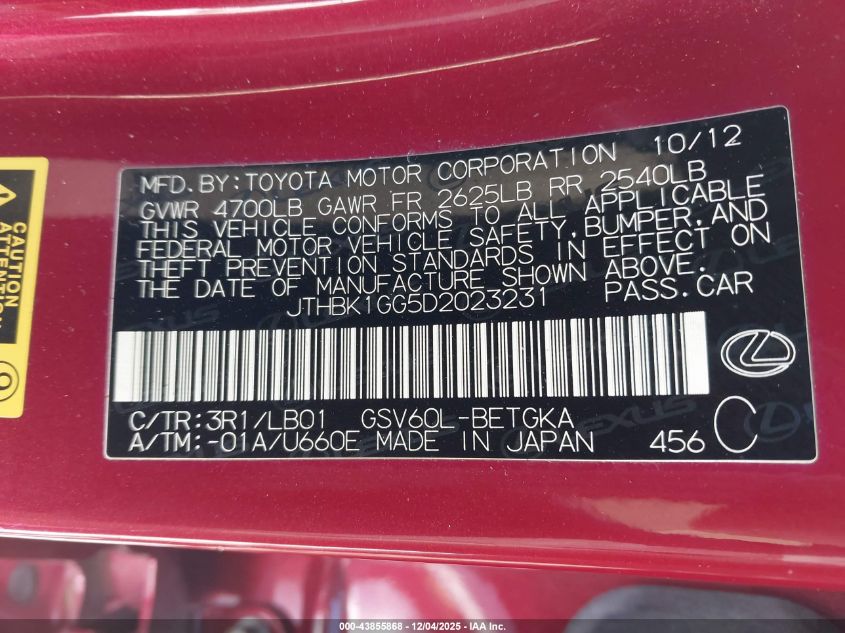 MFD. BY: TOYOTA MOTOR CORPORATION 10/12
GVWR 4700LB GAWR FR 2625LB RR 2540LB
THIS VEHICLE CONFORMS TO ALL APPLICABLE
FEDERAL MOTOR VEHICLE SAFETY, BUMPER, AND
THEFT PREVENTION STANDARDS IN EFFECT ON
THE DATE OF MANUFACTURE SHOWN ABOVE.
JTHBK1GG5D2023231 PASS. CAR
C/TR: 3R1/LB01 GSV60L-BETGKA
A/TM: -01A/U660E MADE IN JAPAN 456 C
CAUTION
ATTENTION
000-43855868 - 12/04/2025 - IAA Inc.